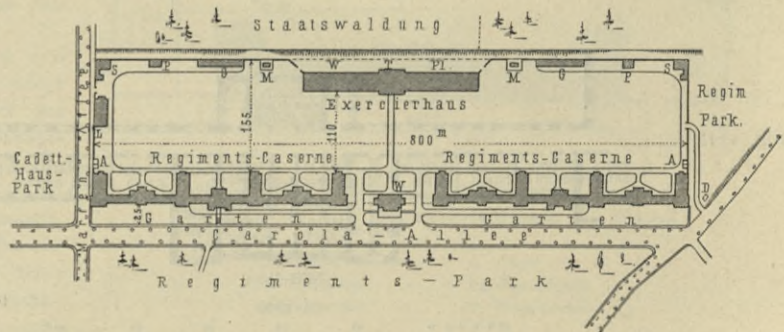 Staatswaldung
S P G M. W T Pl. M. G P S
Exercierhaus
Regim
Park.
155
110
L
800 m
Cadett.-
Haus-
Park
A. Regiments-Caserne Regiments-Caserne A
W
D
Garten Garten
25
Carola-Allee
Regiments-Park